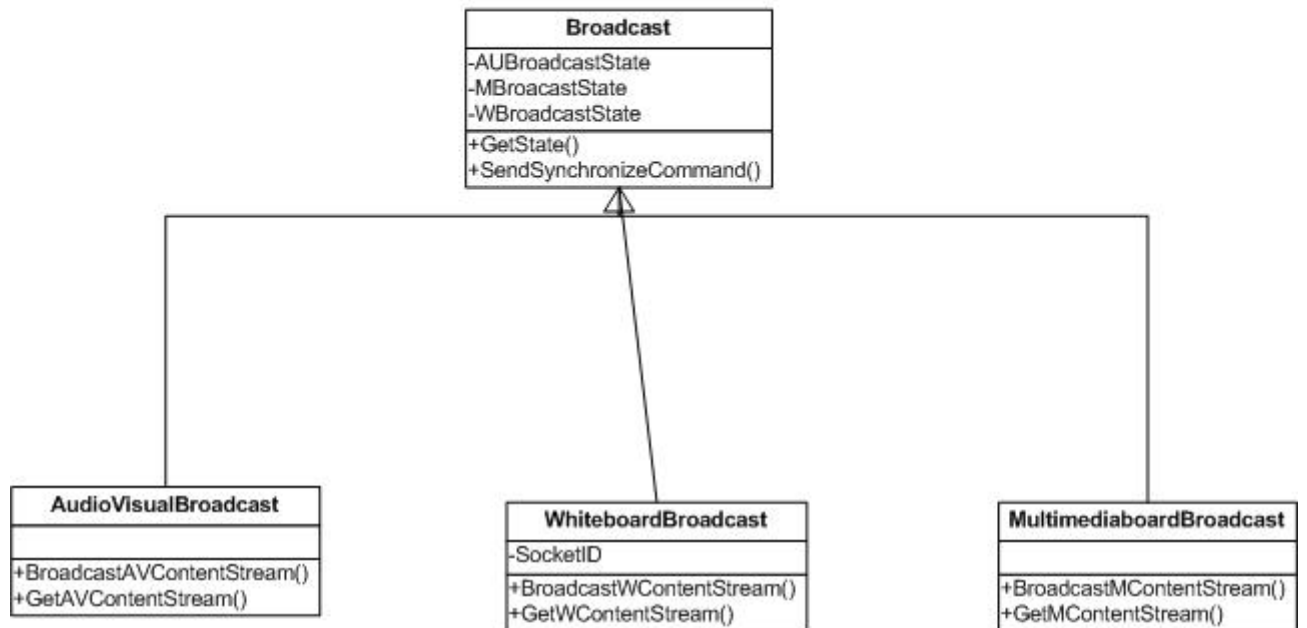 Broadcast
-AUBroadcastState
-MBroacastState
-WBroadcastState
+GetState()
+SendSynchronizeCommand()
AudioVisualBroadcast
+BroadcastAVContentStream()
+GetAVContentStream()
WhiteboardBroadcast
-SocketID
+BroadcastWContentStream()
+GetWContentStream()
MultimediaboardBroadcast
+BroadcastMContentStream()
+GetMContentStream()